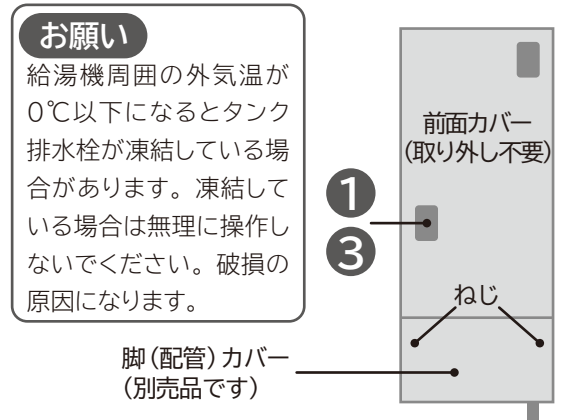 お願い
給湯機周囲の外気温が
0℃以下になるとタンク
排水栓が凍結している場
合があります。凍結して
いる場合は無理に操作し
ないでください。破損の
原因になります。
前面カバー
(取り外し不要)
1
3
ねじ
脚(配管)カバー
(別売品です)